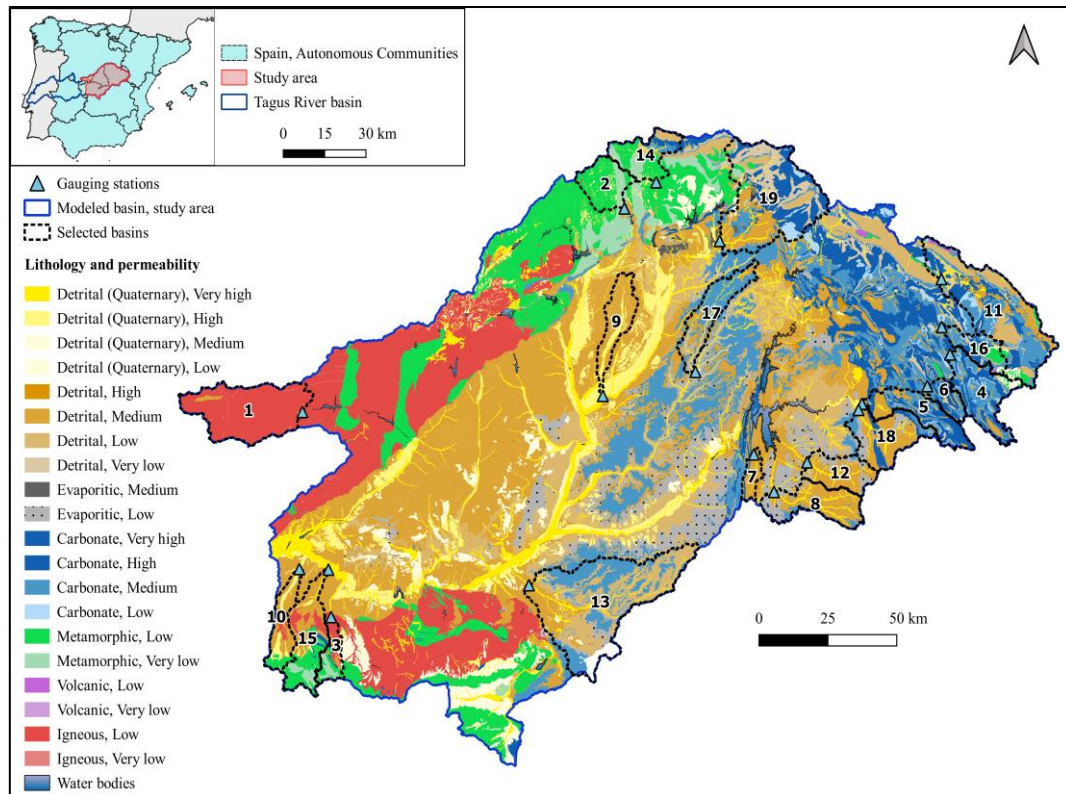 Spain, Autonomous Communities
Study area
Tagus River basin
0 15 30 km
Gauging stations
Modeled basin, study area
Selected basins
Lithology and permeability
Detrital (Quaternary), Very high
Detrital (Quaternary), High
Detrital (Quaternary), Medium
Detrital (Quaternary), Low
Detrital, High
Detrital, Medium
Detrital, Low
Detrital, Very low
Evaporitic, Medium
Evaporitic, Low
Carbonate, Very high
Carbonate, High
Carbonate, Medium
Carbonate, Low
Metamorphic, Low
Metamorphic, Very low
Volcanic, Low
Volcanic, Very low
Igneous, Low
Igneous, Very low
Water bodies
14
2
19
11
9
17
16
6
4
5
1
18
12
7
8
13
10
15
3
0 25 50 km